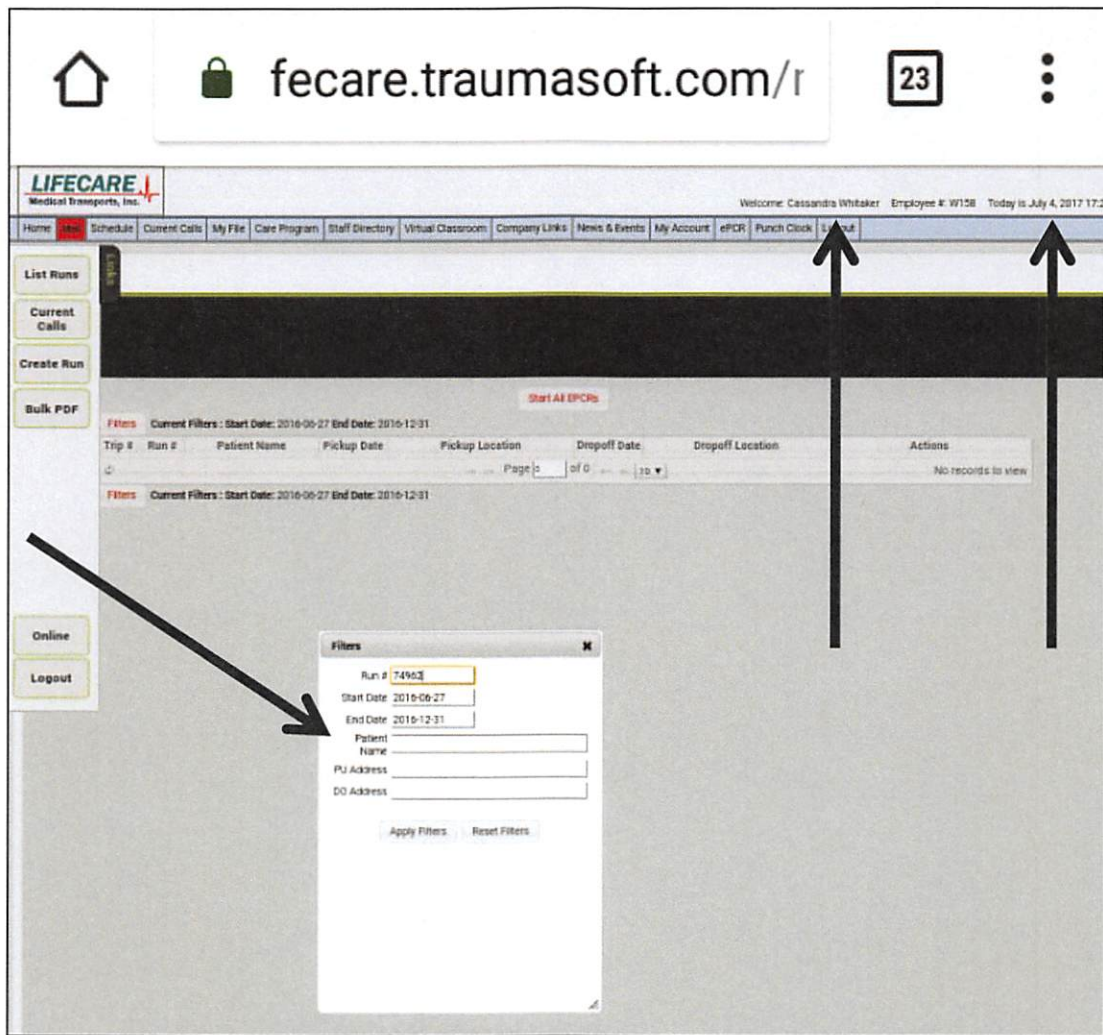 fecare.traumasoft.com/r
23
LIFECARE
Medical Transports, Inc.
Welcome: Cassandra Whitaker Employee #: W158 Today is July 4, 2017 17:2
Home Schedule Current Calls My File Care Program Staff Directory Virtual Classroom Company Links News & Events My Account ePCR Punch Clock Logout
Links
List Runs
Current
Calls
Create Run
Bulk PDF
Start All EPCRs
Filters Current Filters : Start Date: 2016-06-27 End Date: 2016-12-31
Trip # Run # Patient Name Pickup Date Pickup Location Dropoff Date Dropoff Location Actions
Page of 0 No records to view
Filters Current Filters : Start Date: 2016-06-27 End Date: 2016-12-31
Online
Logout
Filters
Run # 74962
Start Date 2016-06-27
End Date 2016-12-31
Patient
Name
PU Address
DO Address
Apply Filters Reset Filters